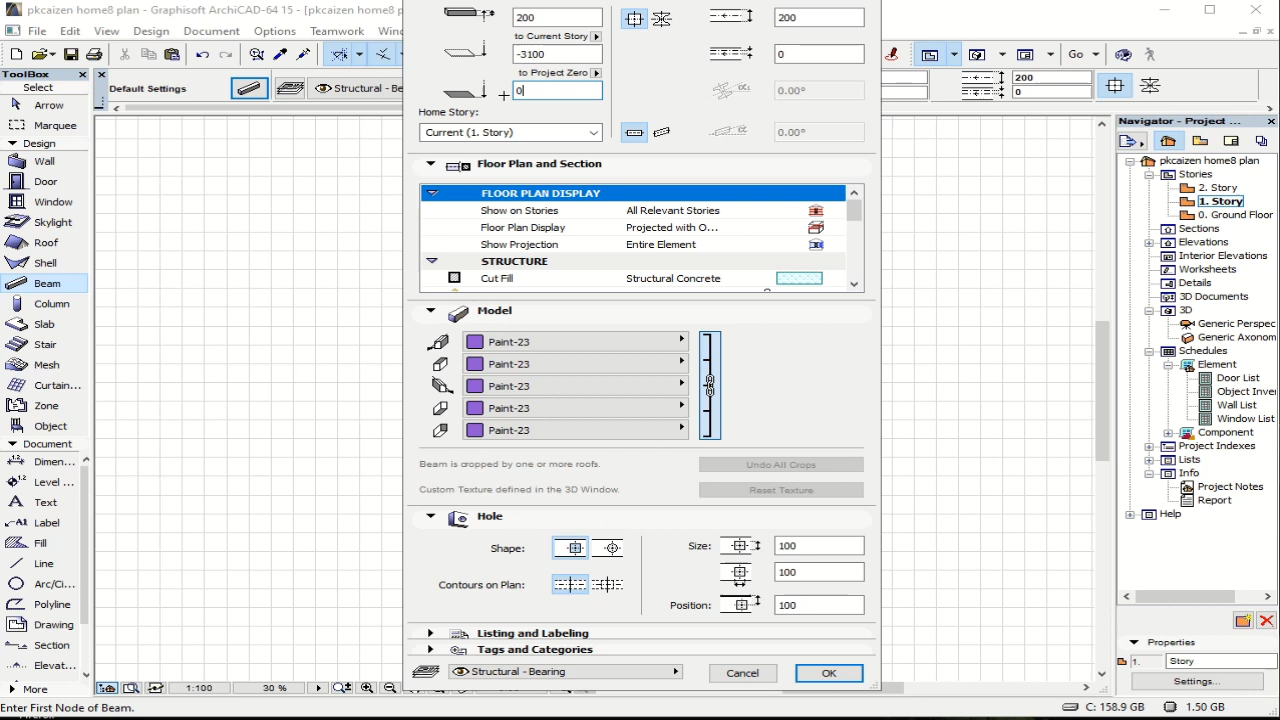 pkcaizen home8 plan - Graphisoft ArchiCAD-64 15 - [pkcaizen home8 plan]
File
Edit
View
Design
Document
Options
Teamwork
Go
ToolBox
Select
Arrow
Marquee
Design
Wall
Door
Window
Skylight
Roof
Shell
Beam
Column
Slab
Stair
Mesh
Curtain...
Zone
Object
Document
Dimen...
Level ...
Text
Label
Fill
Line
Arc/Ci...
Polyline
Drawing
Section
Elevat...
More
Default Settings
200
0
200
to Current Story
-3100
to Project Zero
0
Home Story:
Current (1. Story)
200
0
0.00°
0.00°
Floor Plan and Section
FLOOR PLAN DISPLAY
Show on Stories All Relevant Stories
Floor Plan Display Projected with O...
Show Projection Entire Element
STRUCTURE
Cut Fill Structural Concrete
Model
Paint-23
Paint-23
Paint-23
Paint-23
Paint-23
Beam is cropped by one or more roofs.
Undo All Crops
Custom Texture defined in the 3D Window.
Reset Texture
Hole
Shape:
Contours on Plan:
Size: 100
100
Position: 100
Listing and Labeling
Tags and Categories
Structural - Bearing
Cancel
OK
Navigator - Project ...
pkcaizen home8 plan
Stories
2. Story
1. Story
0. Ground Floor
Sections
Elevations
Interior Elevations
Worksheets
Details
3D Documents
3D
Generic Perspec
Generic Axonom
Schedules
Element
Door List
Object Inve
Wall List
Window List
Component
Project Indexes
Lists
Info
Project Notes
Report
Help
Properties
1. Story
Settings...
1:100
30 %
Enter First Node of Beam.
C: 158.9 GB
1.50 GB